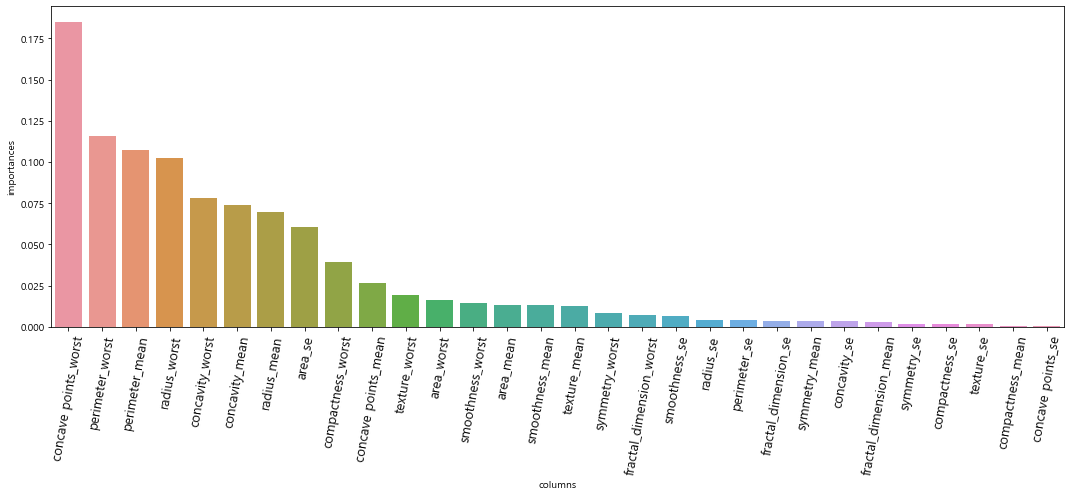 importances
0.175
0.150
0.125
0.100
0.075
0.050
0.025
0.000
concave points_worst
perimeter_worst
perimeter_mean
radius_worst
concavity_worst
concavity_mean
radius_mean
area_se
compactness_worst
concave points_mean
texture_worst
area_worst
smoothness_worst
area_mean
smoothness_mean
texture_mean
symmetry_worst
fractal_dimension_worst
smoothness_se
radius_se
perimeter_se
fractal_dimension_se
symmetry_mean
concavity_se
fractal_dimension_mean
symmetry_se
compactness_se
texture_se
compactness_mean
concave points_se
columns